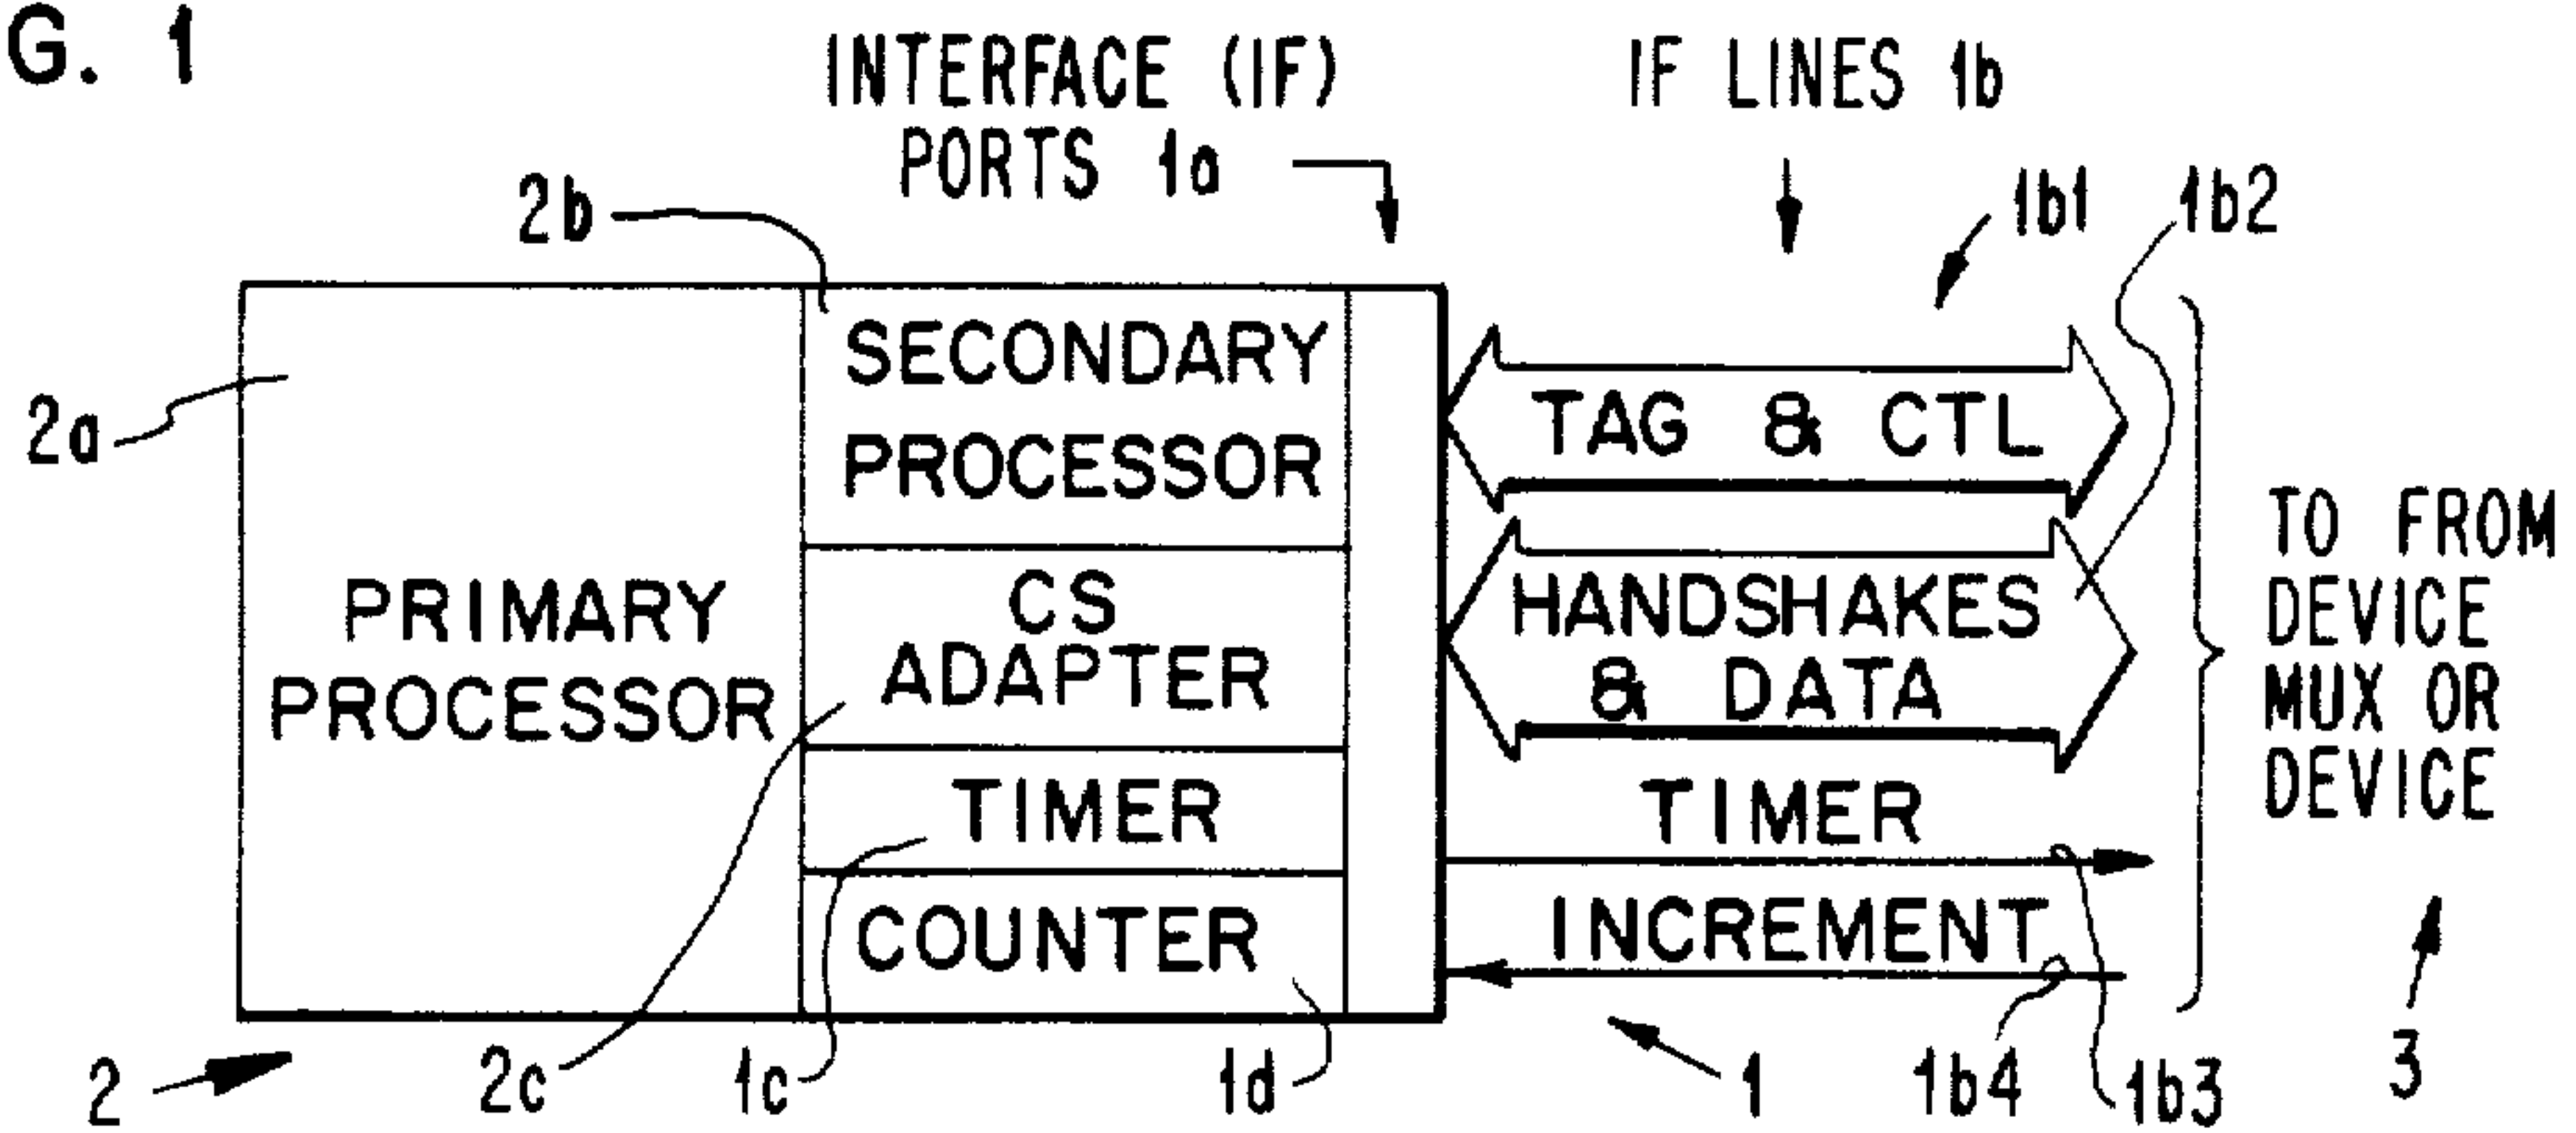 G. 1
INTERFACE (IF)
PORTS 1a
IF LINES 1b
2b
1b1
1b2
2a
SECONDARY
PROCESSOR
TAG & CTL
PRIMARY
PROCESSOR
CS
ADAPTER
HANDSHAKES
& DATA
TO FROM
DEVICE
MUX OR
DEVICE
TIMER
TIMER
COUNTER
INCREMENT
2
2c
1c
1d
1
1b4
1b3
3